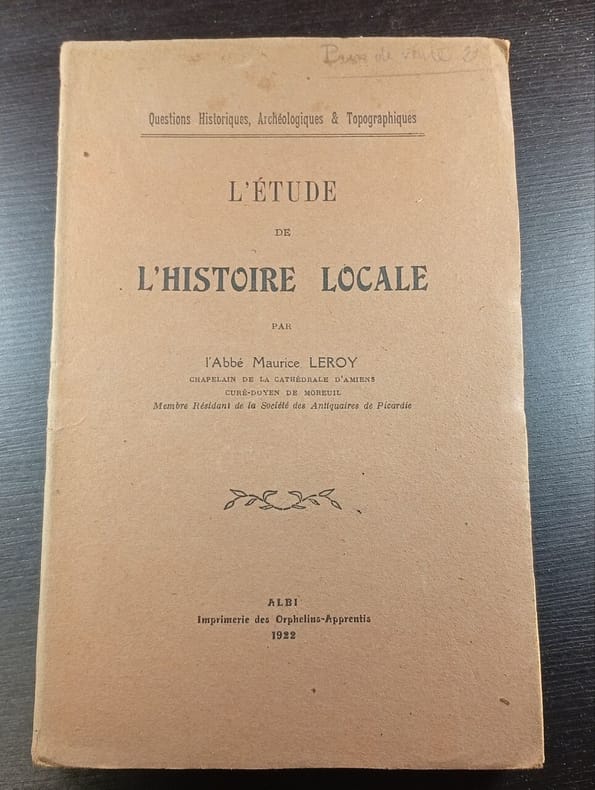 Questions Historiques, Archéologiques & Topographiques
L'ÉTUDE
DE
L'HISTOIRE LOCALE
PAR
l'Abbé Maurice LEROY
CHAPELAIN DE LA CATHÉDRALE D'AMIENS
CURÉ-DOYEN DE MOREUIL
Membre Résidant de la Société des Antiquaires de Picardie
ALBI
Imprimerie des Orphelins-Apprentis
1922